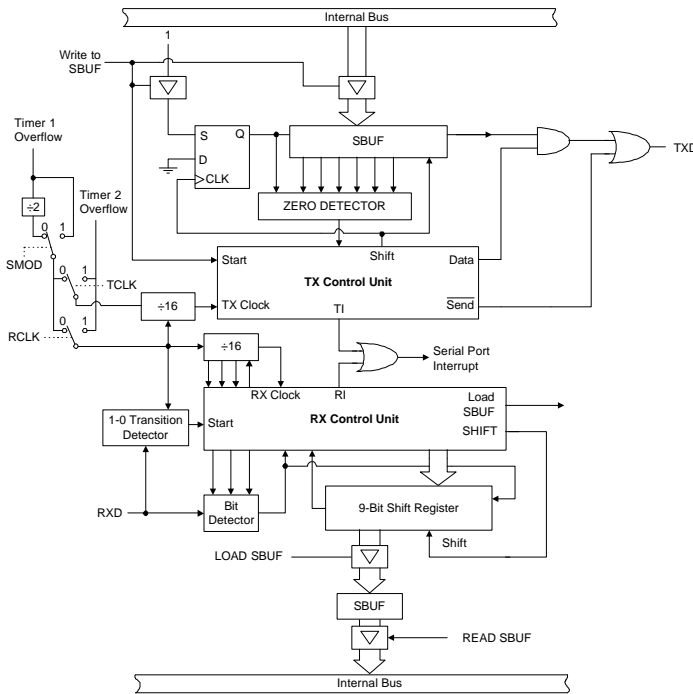 Internal Bus
1
Write to
SBUF
Timer 1
Overflow
S
Q
D
CLK
SBUF
TXD
÷2
Timer 2
Overflow
ZERO DETECTOR
0
1
SMOD
Shift
Start
Data
TX Control Unit
0
1
TCLK
÷16
TX Clock
TI
Send
RCLK
0
1
÷16
Serial Port
Interrupt
RX Clock
RI
Load
SBUF
1-0 Transition
Detector
Start
RX Control Unit
SHIFT
RXD
Bit
Detector
9-Bit Shift Register
Shift
LOAD SBUF
SBUF
READ SBUF
Internal Bus